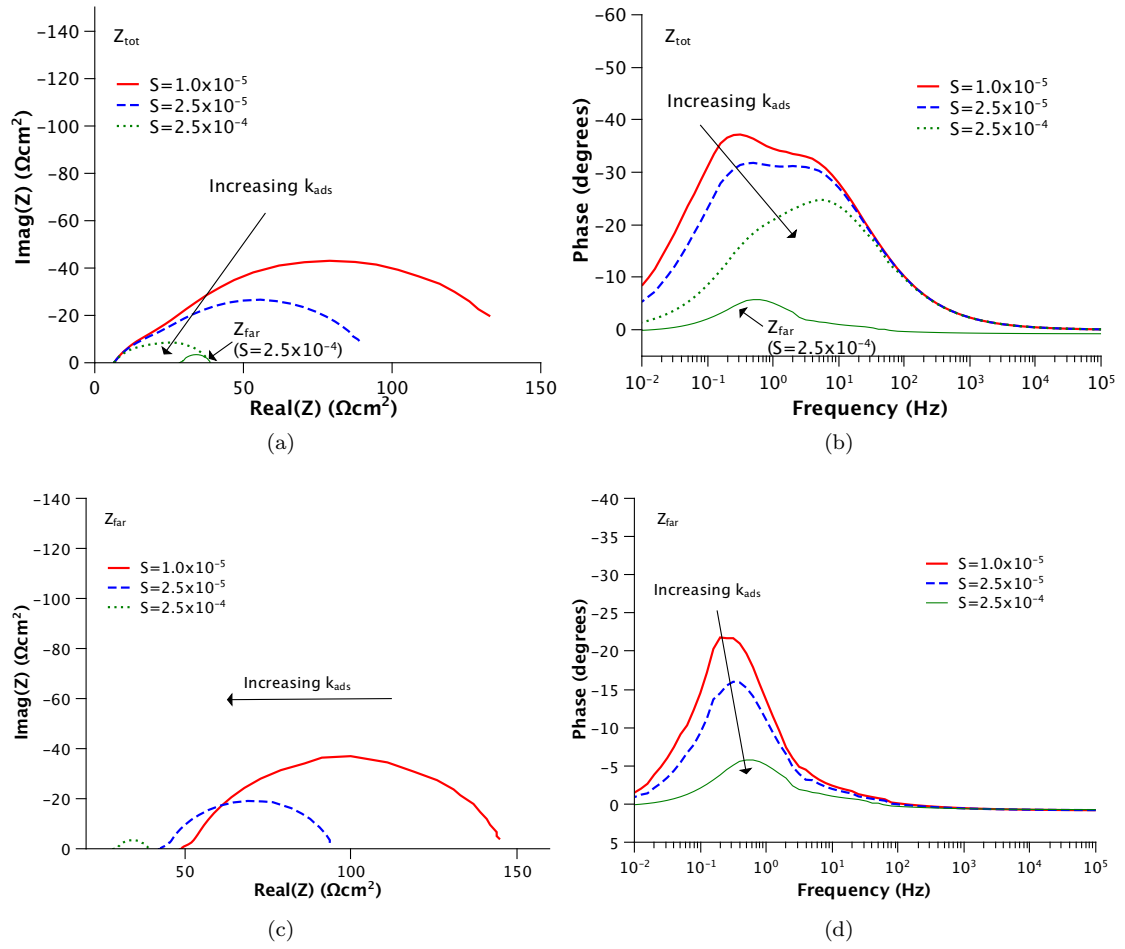 Z_tot
S=1.0x10⁻⁵
S=2.5x10⁻⁵
S=2.5x10⁻⁴
Increasing k_ads
Z_far
(S=2.5x10⁻⁴)
-140
-120
-100
-80
-60
-40
-20
0
Imag(Z) (Ωcm²)
0 50 100 150
Real(Z) (Ωcm²)
(a)
Z_tot
S=1.0x10⁻⁵
S=2.5x10⁻⁵
S=2.5x10⁻⁴
Increasing k_ads
Z_far
(S=2.5x10⁻⁴)
-60
-50
-40
-30
-20
-10
0
Phase (degrees)
10⁻² 10⁻¹ 10⁰ 10¹ 10² 10³ 10⁴ 10⁵
Frequency (Hz)
(b)
Z_far
S=1.0x10⁻⁵
S=2.5x10⁻⁵
S=2.5x10⁻⁴
Increasing k_ads
-140
-120
-100
-80
-60
-40
-20
0
Imag(Z) (Ωcm²)
50 100 150
Real(Z) (Ωcm²)
(c)
Z_far
S=1.0x10⁻⁵
S=2.5x10⁻⁵
S=2.5x10⁻⁴
Increasing k_ads
-40
-35
-30
-25
-20
-15
-10
-5
0
5
Phase (degrees)
10⁻² 10⁻¹ 10⁰ 10¹ 10² 10³ 10⁴ 10⁵
Frequency (Hz)
(d)